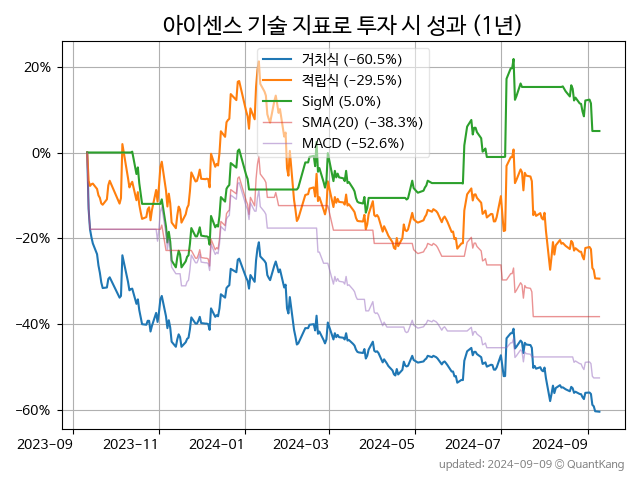 아이센스 기술 지표로 투자 시 성과 (1년)
거치식 (−60.5%)
적립식 (−29.5%)
SigM (5.0%)
SMA(20) (−38.3%)
MACD (−52.6%)
20%
0%
−20%
−40%
−60%
2023-09 2023-11 2024-01 2024-03 2024-05 2024-07 2024-09
updated: 2024-09-09 © QuantKang